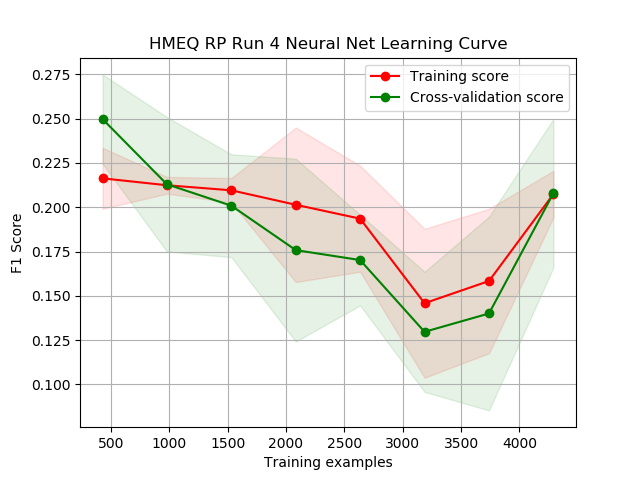 HMEQ RP Run 4 Neural Net Learning Curve
Training score
Cross-validation score
F1 Score
0.275
0.250
0.225
0.200
0.175
0.150
0.125
0.100
500 1000 1500 2000 2500 3000 3500 4000
Training examples